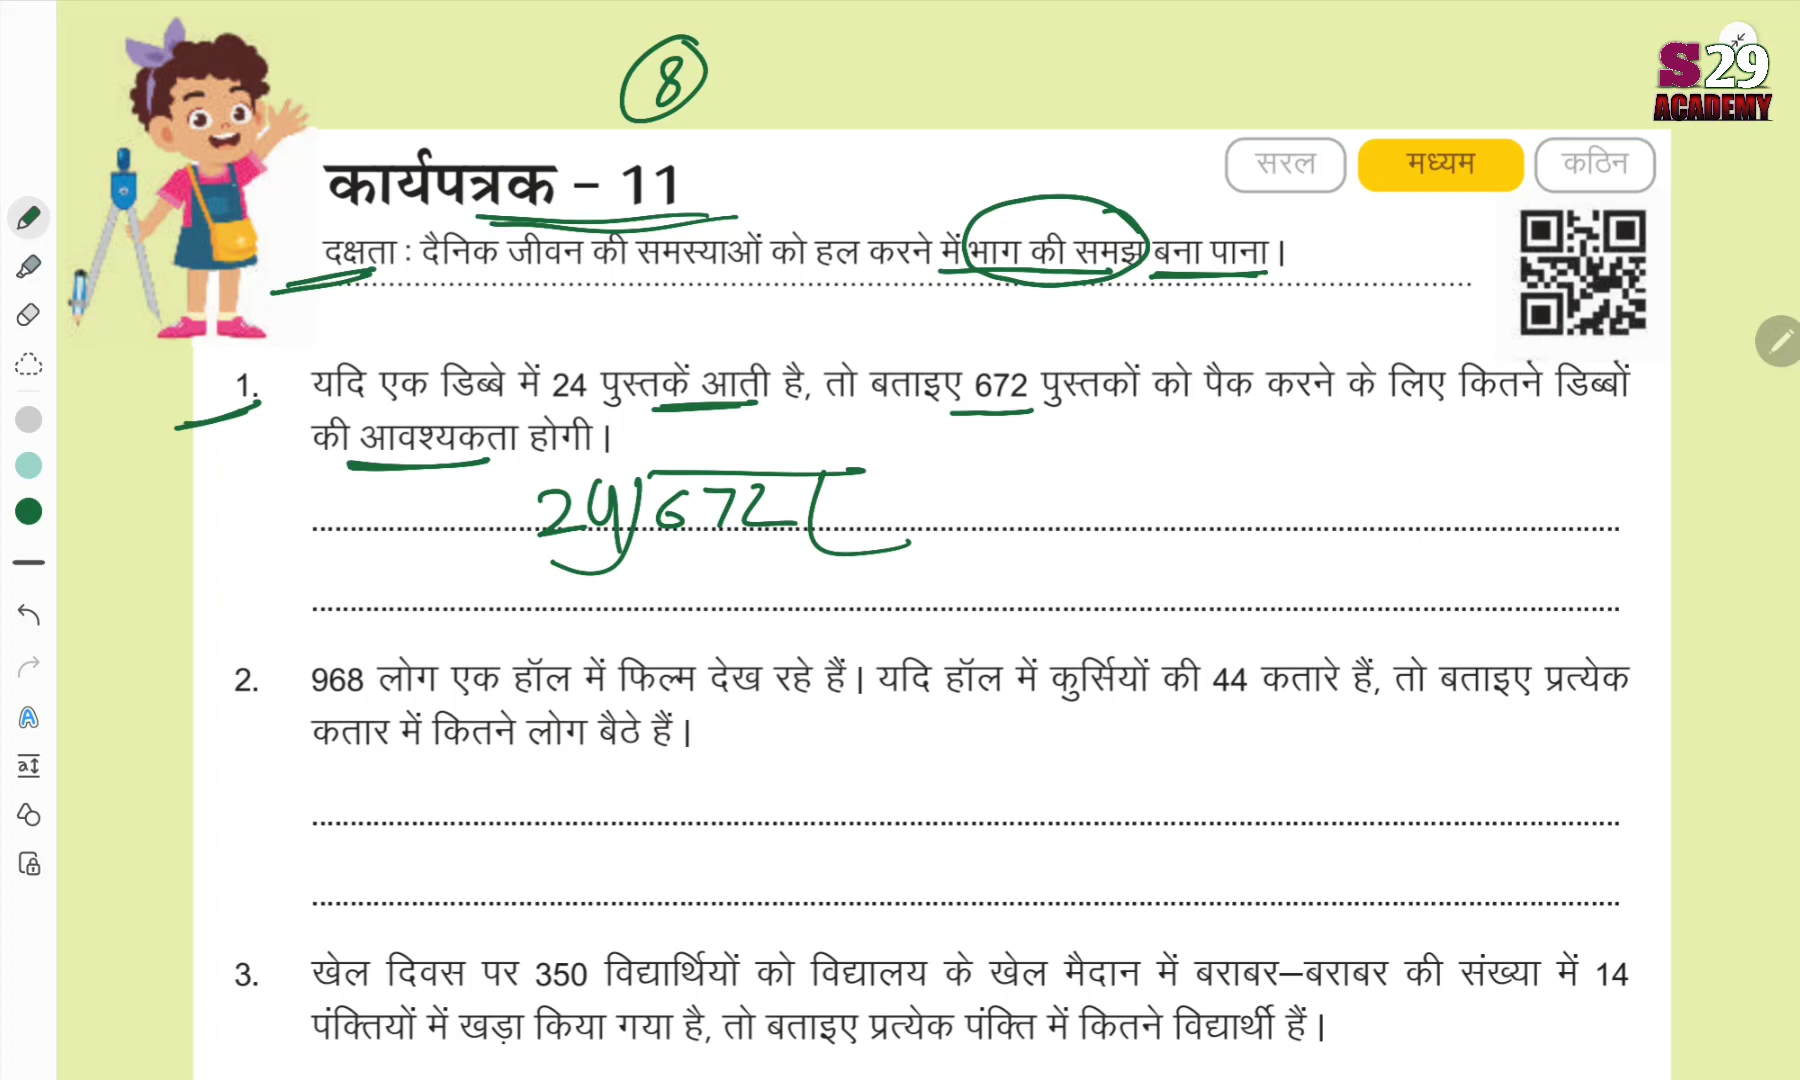 8
S29
ACADEMY
सरल
मध्यम
कठिन
कार्यपत्रक – 11
दक्षता : दैनिक जीवन की समस्याओं को हल करने में भाग की समझ बना पाना।
1. यदि एक डिब्बे में 24 पुस्तकें आती है, तो बताइए 672 पुस्तकों को पैक करने के लिए कितने डिब्बों
की आवश्यकता होगी।
24)672(
2. 968 लोग एक हॉल में फिल्म देख रहे हैं। यदि हॉल में कुर्सियों की 44 कतारे हैं, तो बताइए प्रत्येक
कतार में कितने लोग बैठे हैं।
3. खेल दिवस पर 350 विद्यार्थियों को विद्यालय के खेल मैदान में बराबर–बराबर की संख्या में 14
पंक्तियों में खड़ा किया गया है, तो बताइए प्रत्येक पंक्ति में कितने विद्यार्थी हैं।